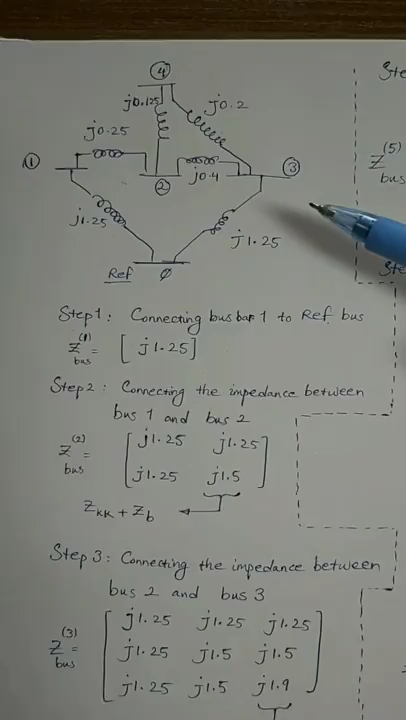 ④
j0.125
j0.2
j0.25
①
③
②
j0.4
j1.25
j1.25
Ref
0
Step1: Connecting bus bar 1 to Ref bus
Z(1) bus = [ j1.25 ]
Step2: Connecting the impedance between
bus 1 and bus 2
j1.25 j1.25
Z(2) bus =
j1.25 j1.5
ZKK + Zb
Step 3: Connecting the impedance between
bus 2 and bus 3
j1.25 j1.25 j1.25
Z(3) bus = j1.25 j1.5 j1.5
j1.25 j1.5 j1.9
Ste
Z(5) bus